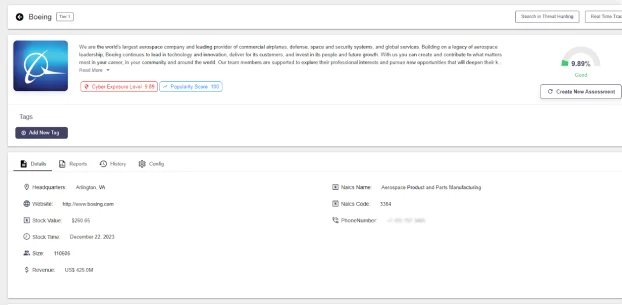 Boeing Tier 1
Search in Threat Hunting
Real Time Trac
We are the world's largest aerospace company and leading provider of commercial airplanes, defense, space and security systems, and global services. Building on a legacy of aerospace
leadership, Boeing continues to lead in technology and innovation, deliver for its customers, and invest in its people and future growth. With us you can create and contribute to what matters
most in your career, in your community and around the world. Our team members are supported to explore their professional interests and pursue new opportunities that will deepen their k...
Read More
Cyber Exposure Level 9.89
Popularity Score 100
9.89%
Good
Create New Assessment
Tags
Add New Tag
Details
Reports
History
Config
Headquarters: Arlington, VA
Website: http://www.boeing.com
Stock Value:
Stock Time: December 22, 2023
Size:
Revenue: US$
Naics Name: Aerospace Product and Parts Manufacturing
Naics Code: 3364
PhoneNumber: